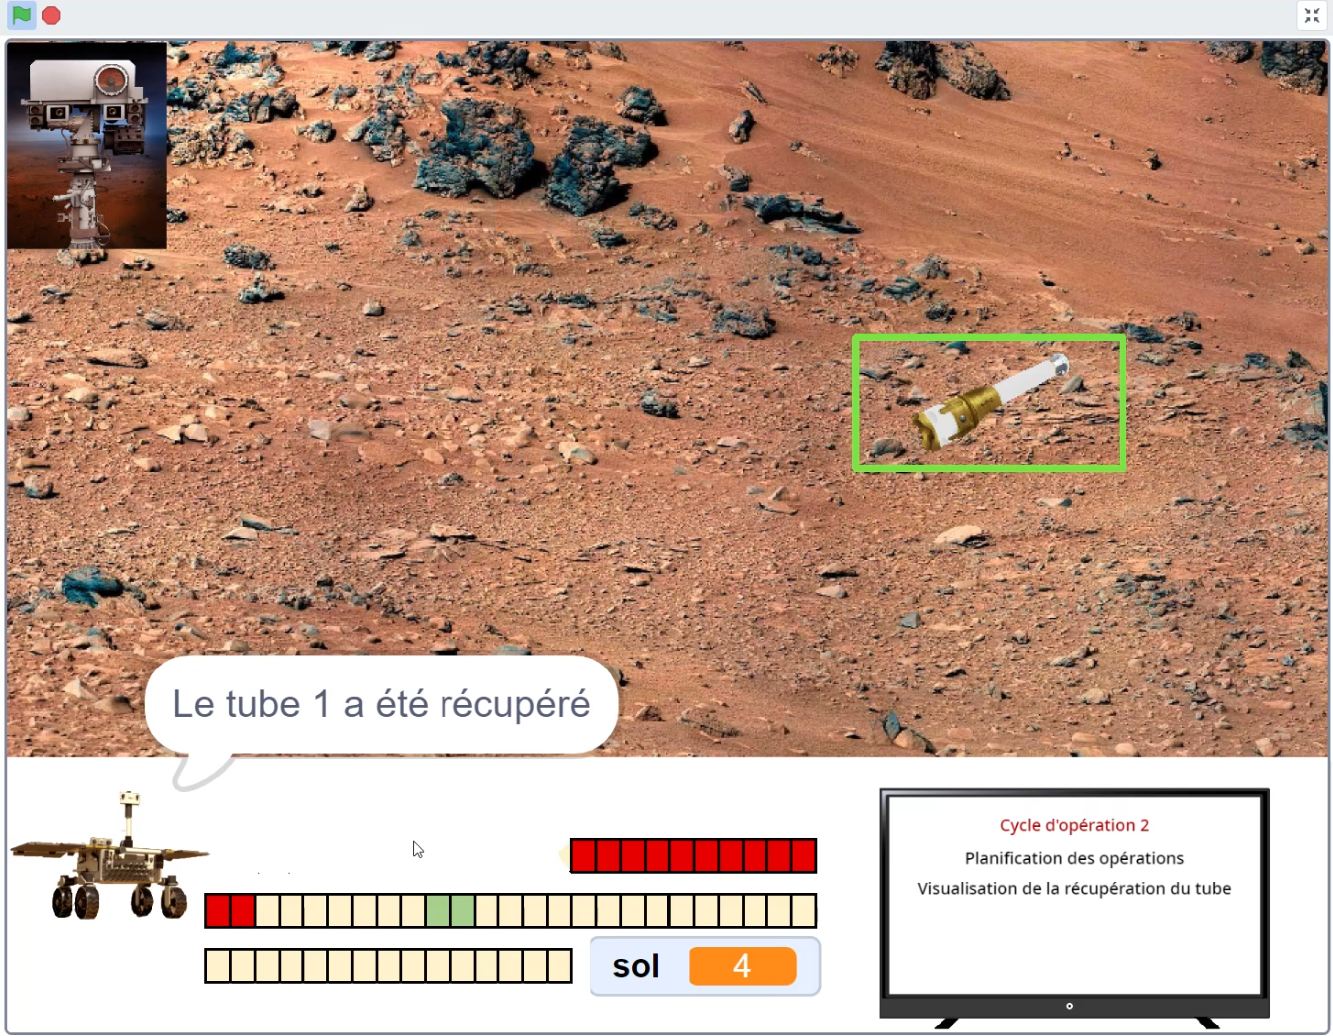 Le tube 1 a été récupéré
sol 4
Cycle d'opération 2
Planification des opérations
Visualisation de la récupération du tube